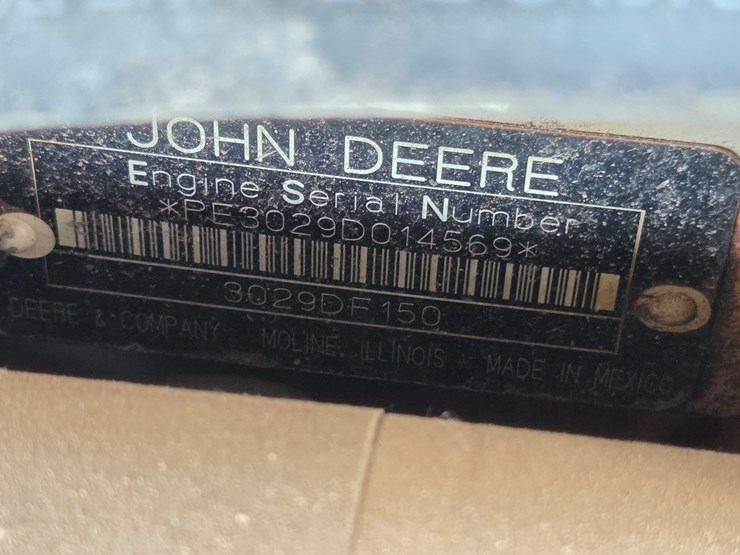 JOHN DEERE
Engine Serial Number
*PE3029D014569*
3029DF150
DEERE & COMPANY MOLINE, ILLINOIS MADE IN MEXICO